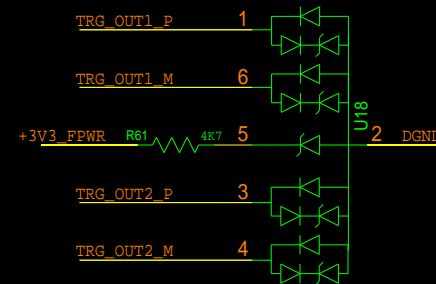 TRG_OUT1_P 1
TRG_OUT1_M 6
U18
+3V3_FPWR R61 4K7 5 2 DGND
TRG_OUT2_P 3
TRG_OUT2_M 4